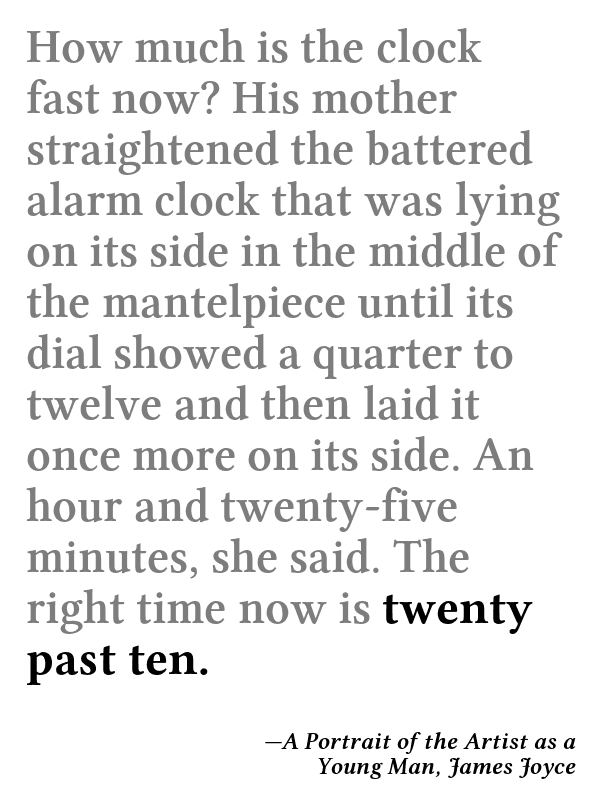 How much is the clock
fast now? His mother
straightened the battered
alarm clock that was lying
on its side in the middle of
the mantelpiece until its
dial showed a quarter to
twelve and then laid it
once more on its side. An
hour and twenty-five
minutes, she said. The
right time now is twenty
past ten.
—A Portrait of the Artist as a
Young Man, James Joyce